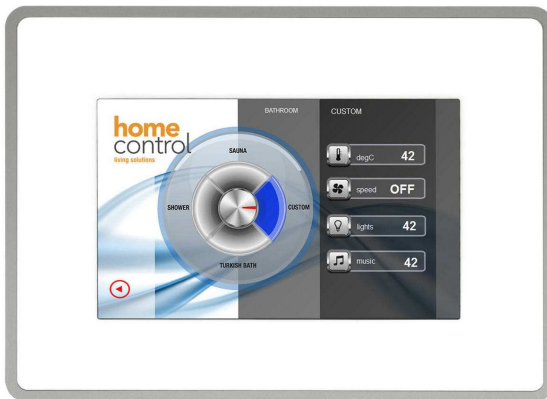 home
control
living solutions
BATHROOM
CUSTOM
SAUNA
SHOWER
CUSTOM
TURKISH BATH
degC 42
speed OFF
lights 42
music 42